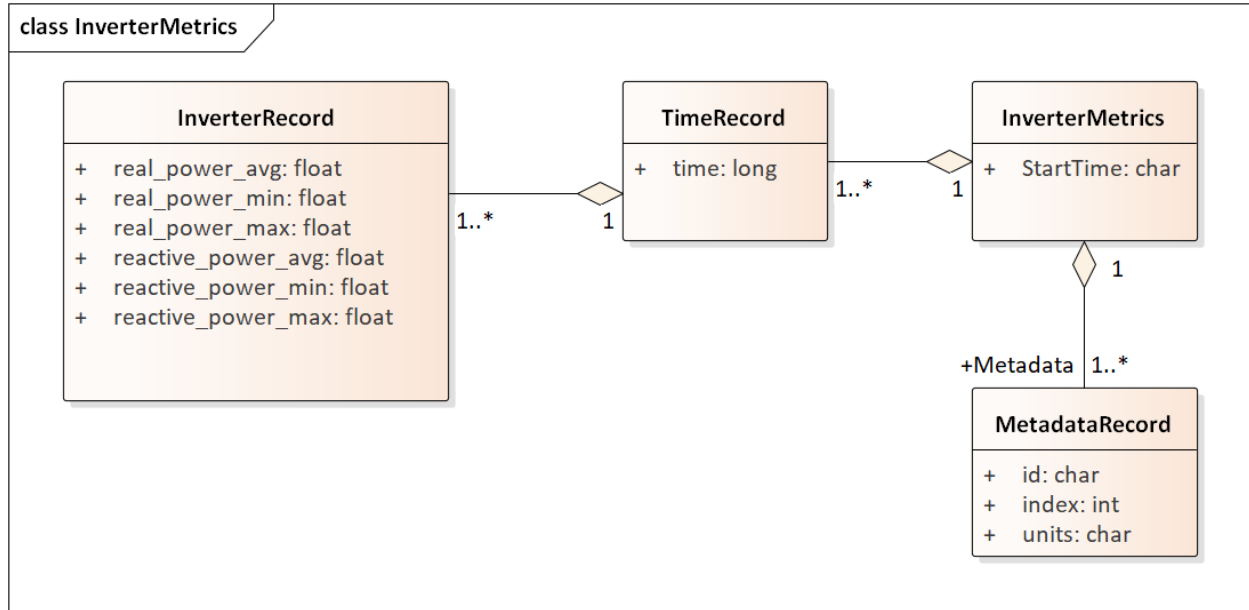 class InverterMetrics
InverterRecord
+ real_power_avg: float
+ real_power_min: float
+ real_power_max: float
+ reactive_power_avg: float
+ reactive_power_min: float
+ reactive_power_max: float
1..*
1
TimeRecord
+ time: long
1..*
1
InverterMetrics
+ StartTime: char
1
+Metadata 1..*
MetadataRecord
+ id: char
+ index: int
+ units: char